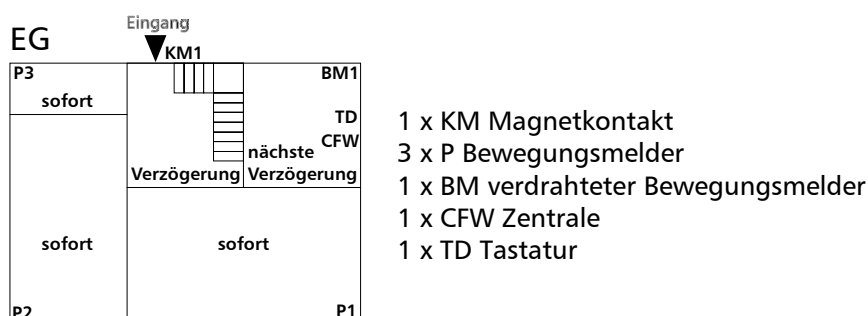 Eingang
EG
KM1
P3
BM1
sofort
TD
CFW
nächste
Verzögerung
Verzögerung
sofort
sofort
P2
P1
1 x KM Magnetkontakt
3 x P Bewegungsmelder
1 x BM verdrahteter Bewegungsmelder
1 x CFW Zentrale
1 x TD Tastatur